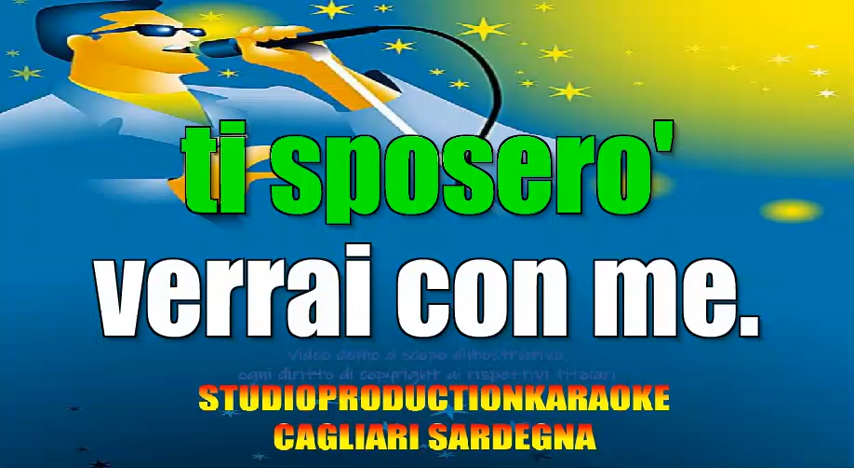 ti sposero'
verrai con me.
Video demo a scopo dimostrativo.
ogni diritto di copyright ai rispettivi titolari
STUDIOPRODUCTIONKARAOKE
CAGLIARI SARDEGNA